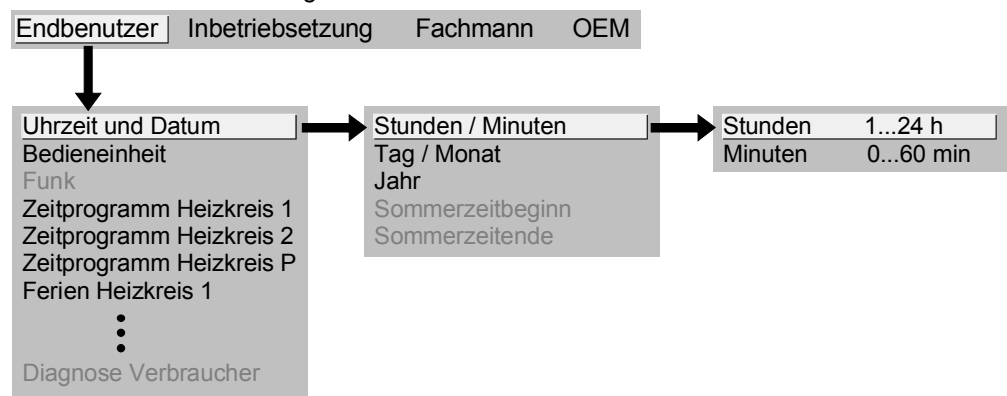 Endbenutzer Inbetriebsetzung Fachmann OEM
Uhrzeit und Datum
Bedieneinheit
Funk
Zeitprogramm Heizkreis 1
Zeitprogramm Heizkreis 2
Zeitprogramm Heizkreis P
Ferien Heizkreis 1
Diagnose Verbraucher
Stunden / Minuten
Tag / Monat
Jahr
Sommerzeitbeginn
Sommerzeitende
Stunden 1...24 h
Minuten 0...60 min